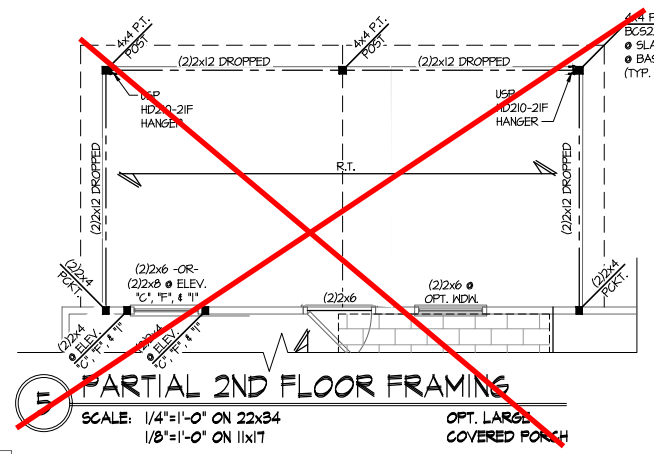 4x4 P.T.
POST
4x4 P.T.
POST
4x4 P
BCS2
@ SLA
@ BAS
(TYP.
(2)2x12 DROPPED
(2)2x12 DROPPED
USP
HD210-2IF
HANGER
USP
HD210-2IF
HANGER
(2)2x12 DROPPED
R.T.
(2)2x12 DROPPED
(2)2x4
PCKT.
(2)2x6 -OR-
(2)2x8 @ ELEV.
"C", "F", & "I"
(2)2x6
(2)2x6 @
OPT. WDW.
(2)2x4
PCKT.
(2)2x4
@ ELEV.
"C", "F", & "I"
(2)2x4
@ ELEV.
"C", "F", & "I"
5
PARTIAL 2ND FLOOR FRAMING
SCALE: 1/4"=1'-0" ON 22x34
1/8"=1'-0" ON 11x17
OPT. LARGE
COVERED PORCH